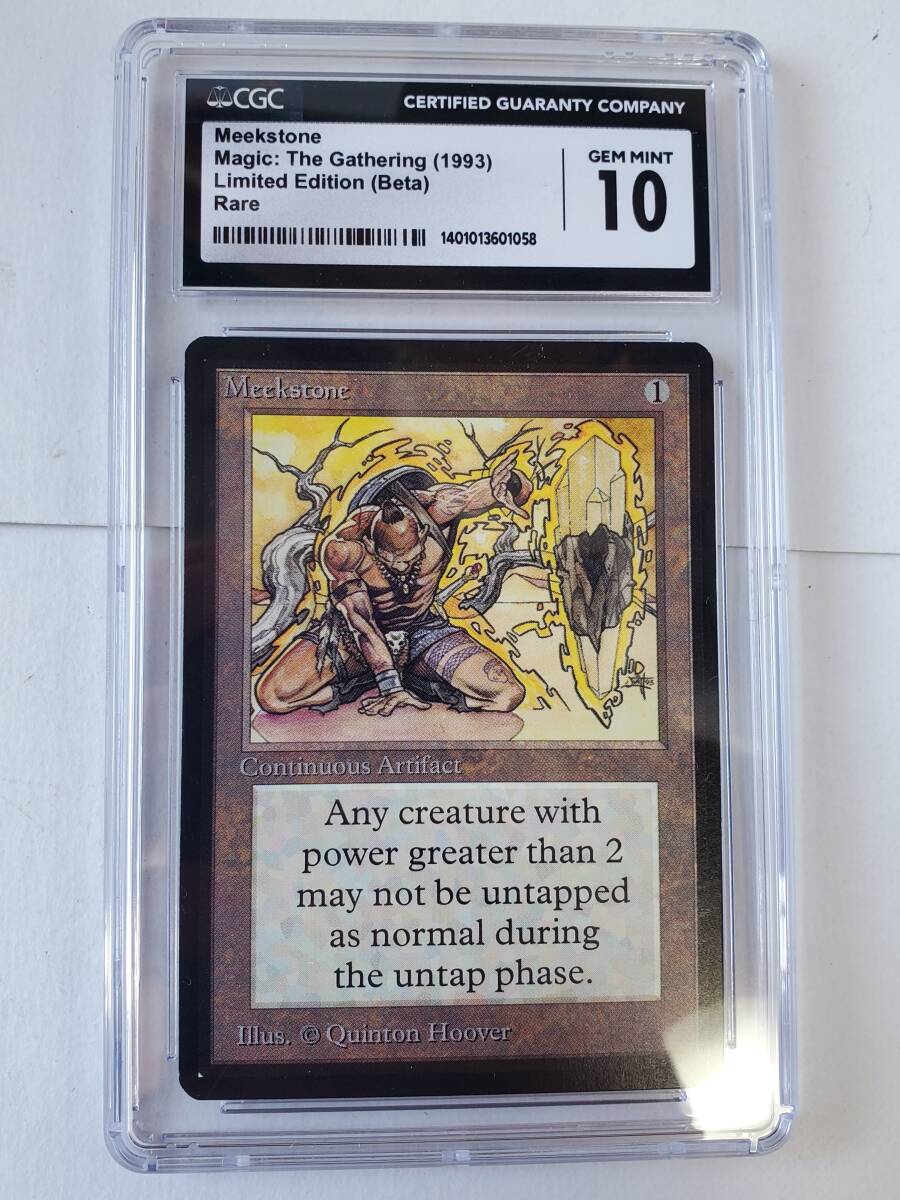 CGC
CERTIFIED GUARANTY COMPANY
Meekstone
Magic: The Gathering (1993)
Limited Edition (Beta)
Rare
1401013601058
GEM MINT
10
Meekstone
1
Continuous Artifact
Any creature with
power greater than 2
may not be untapped
as normal during
the untap phase.
Illus. © Quinton Hoover